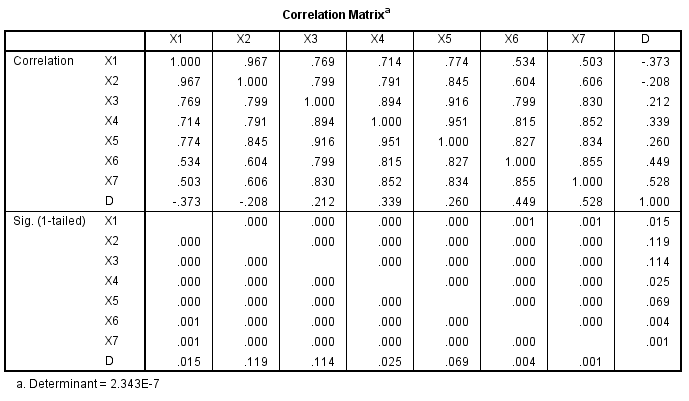 Correlation Matrixa
X1 X2 X3 X4 X5 X6 X7 D
Correlation X1 1.000 .967 .769 .714 .774 .534 .503 -.373
X2 .967 1.000 .799 .791 .845 .604 .606 -.208
X3 .769 .799 1.000 .894 .916 .799 .830 .212
X4 .714 .791 .894 1.000 .951 .815 .852 .339
X5 .774 .845 .916 .951 1.000 .827 .834 .260
X6 .534 .604 .799 .815 .827 1.000 .855 .449
X7 .503 .606 .830 .852 .834 .855 1.000 .528
D -.373 -.208 .212 .339 .260 .449 .528 1.000
Sig. (1-tailed) X1 .000 .000 .000 .000 .001 .001 .015
X2 .000 .000 .000 .000 .000 .000 .119
X3 .000 .000 .000 .000 .000 .000 .114
X4 .000 .000 .000 .000 .000 .000 .025
X5 .000 .000 .000 .000 .000 .000 .069
X6 .001 .000 .000 .000 .000 .000 .004
X7 .001 .000 .000 .000 .000 .000 .001
D .015 .119 .114 .025 .069 .004 .001
a. Determinant = 2.343E-7